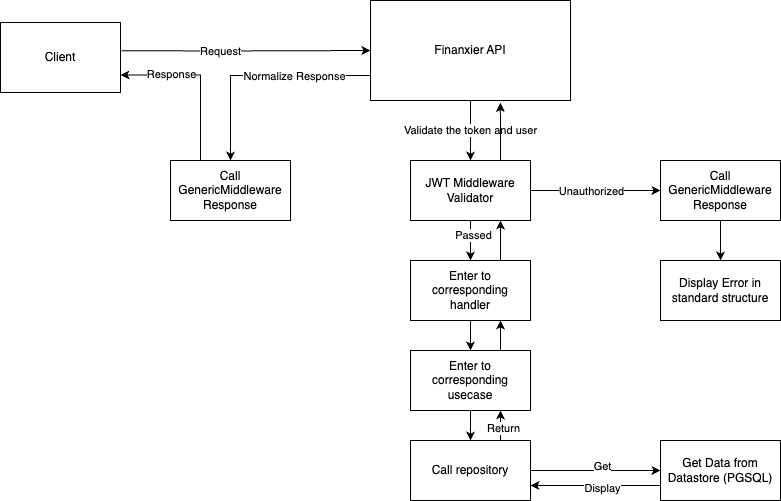 Client
Request
Finanxier API
Response
Normalize Response
Validate the token and user
Call
GenericMiddleware
Response
JWT Middleware
Validator
Unauthorized
Call
GenericMiddleware
Response
Passed
Enter to
corresponding
handler
Display Error in
standard structure
Enter to
corresponding
usecase
Return
Call repository
Get
Display
Get Data from
Datastore (PGSQL)